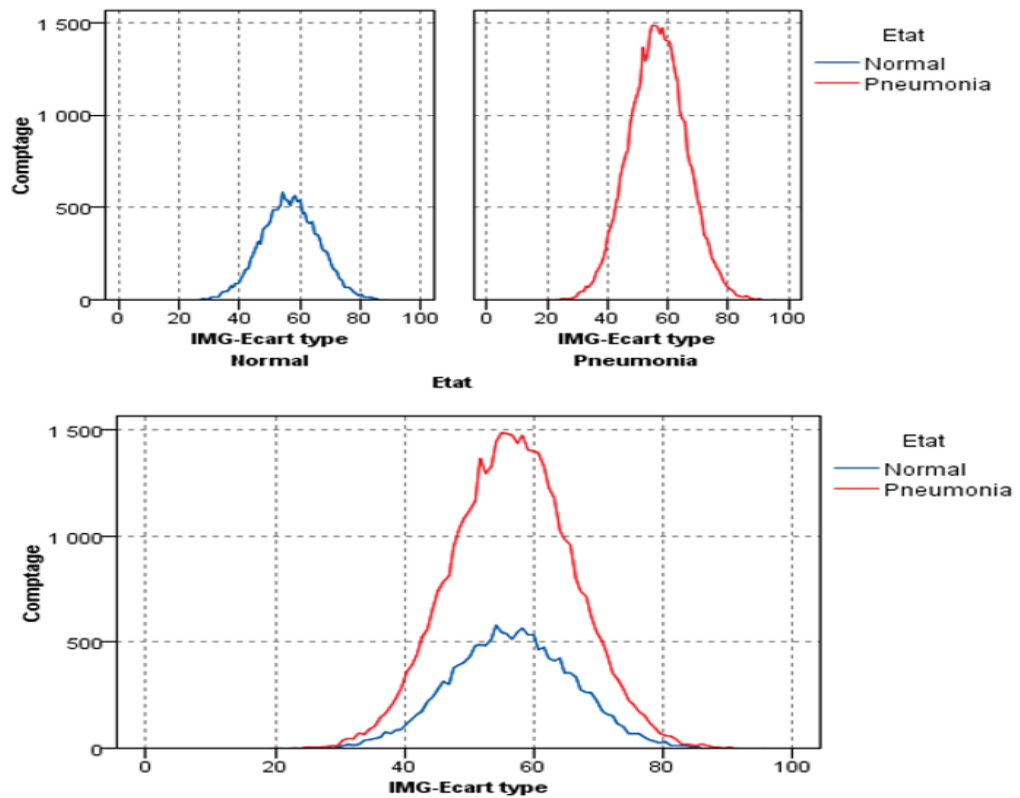 1 500
1 000
500
0
Comptage
0 20 40 60 80 100
IMG-Ecart type
Normal
0 20 40 60 80 100
IMG-Ecart type
Pneumonia
Etat
Etat
Normal
Pneumonia
1 500
1 000
500
0
Comptage
0 20 40 60 80 100
IMG-Ecart type
Etat
Normal
Pneumonia